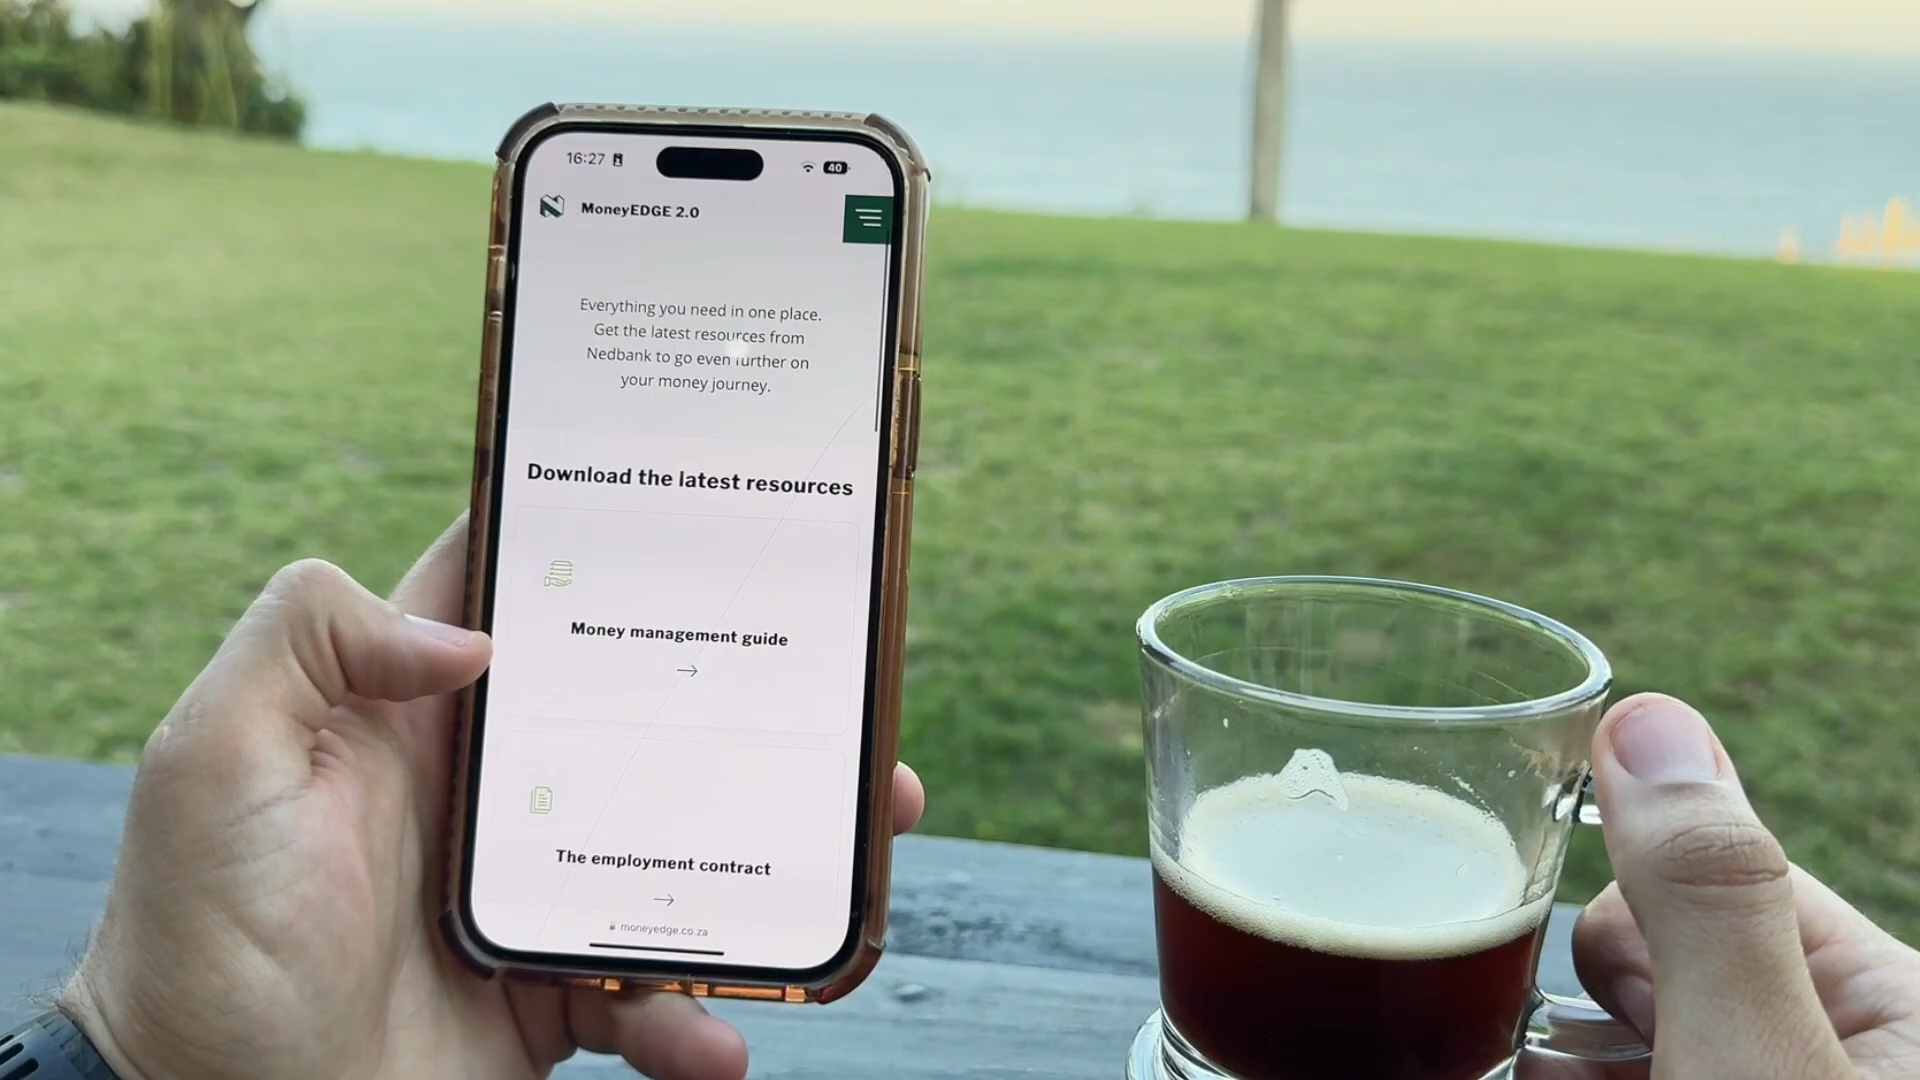 16:27
40
MoneyEDGE 2.0
Everything you need in one place.
Get the latest resources from
Nedbank to go even further on
your money journey.
Download the latest resources
Money management guide
The employment contract
moneyedge.co.za